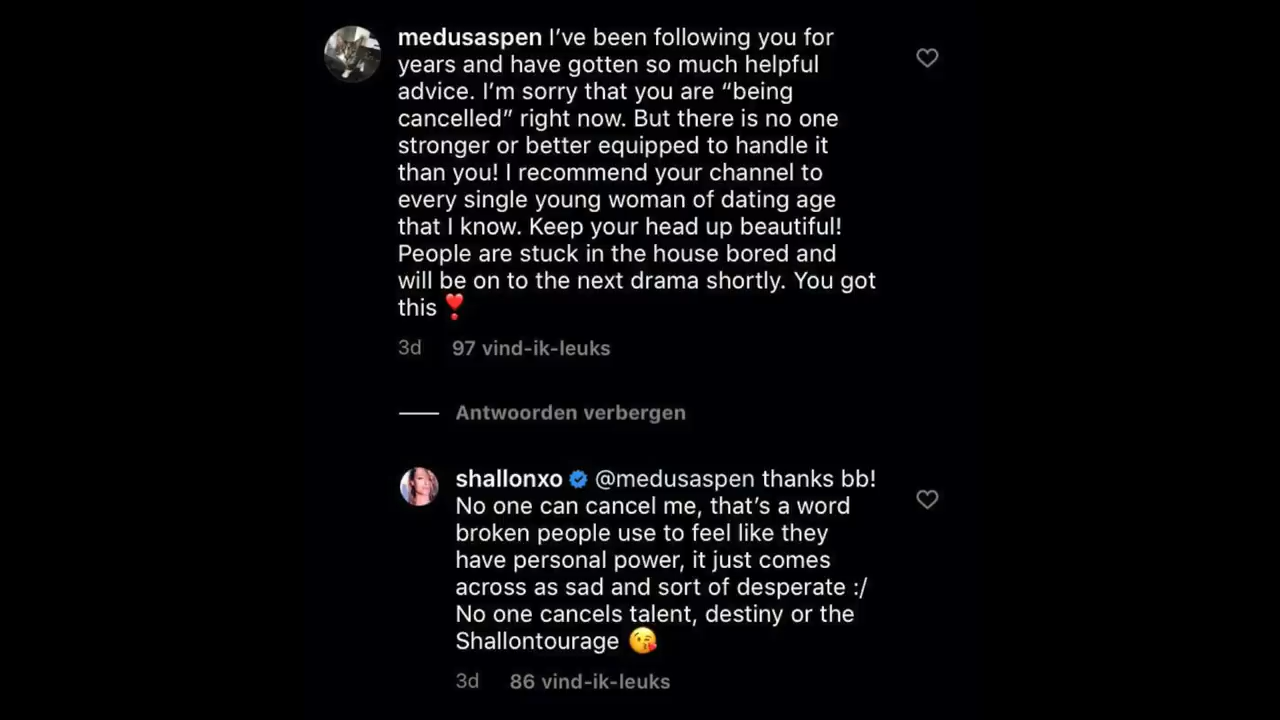 medusaspen I’ve been following you for
years and have gotten so much helpful
advice. I’m sorry that you are “being
cancelled” right now. But there is no one
stronger or better equipped to handle it
than you! I recommend your channel to
every single young woman of dating age
that I know. Keep your head up beautiful!
People are stuck in the house bored and
will be on to the next drama shortly. You got
this ❣️
3d 97 vind-ik-leuks
Antwoorden verbergen
shallonxo @medusaspen thanks bb!
No one can cancel me, that’s a word
broken people use to feel like they
have personal power, it just comes
across as sad and sort of desperate :/
No one cancels talent, destiny or the
Shallontourage 😘
3d 86 vind-ik-leuks